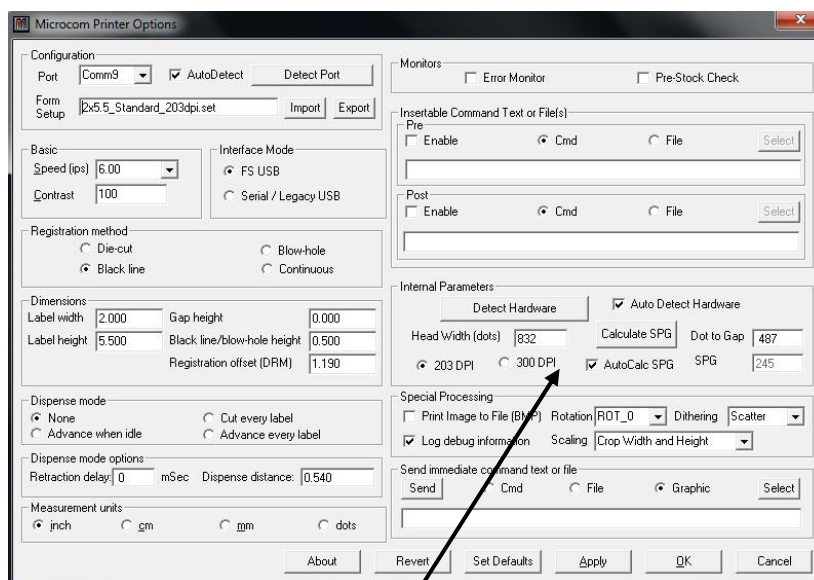 Microcom Printer Options
Configuration
Port Comm9 AutoDetect Detect Port
Form Setup 2x5.5_Standard_203dpi.set Import Export
Basic
Speed (ips) 6.00
Contrast 100
Interface Mode
FS USB
Serial / Legacy USB
Registration method
Die-cut Blow-hole
Black line Continuous
Dimensions
Label width 2.000 Gap height 0.000
Label height 5.500 Black line/blow-hole height 0.500
Registration offset (DRM) 1.190
Dispense mode
None Cut every label
Advance when idle Advance every label
Dispense mode options
Retraction delay: 0 mSec Dispense distance: 0.540
Measurement units
inch cm mm dots
Monitors
Error Monitor Pre-Stock Check
Insertable Command Text or File(s)
Pre
Enable Cmd File Select
Post
Enable Cmd File Select
Internal Parameters
Detect Hardware Auto Detect Hardware
Head Width (dots) 832 Calculate SPG Dot to Gap 487
203 DPI 300 DPI AutoCalc SPG SPG 245
Special Processing
Print Image to File (BMP) Rotation ROT_0 Dithering Scatter
Log debug information Scaling Crop Width and Height
Send immediate command text or file
Send Cmd File Graphic Select
About Revert Set Defaults Apply OK Cancel